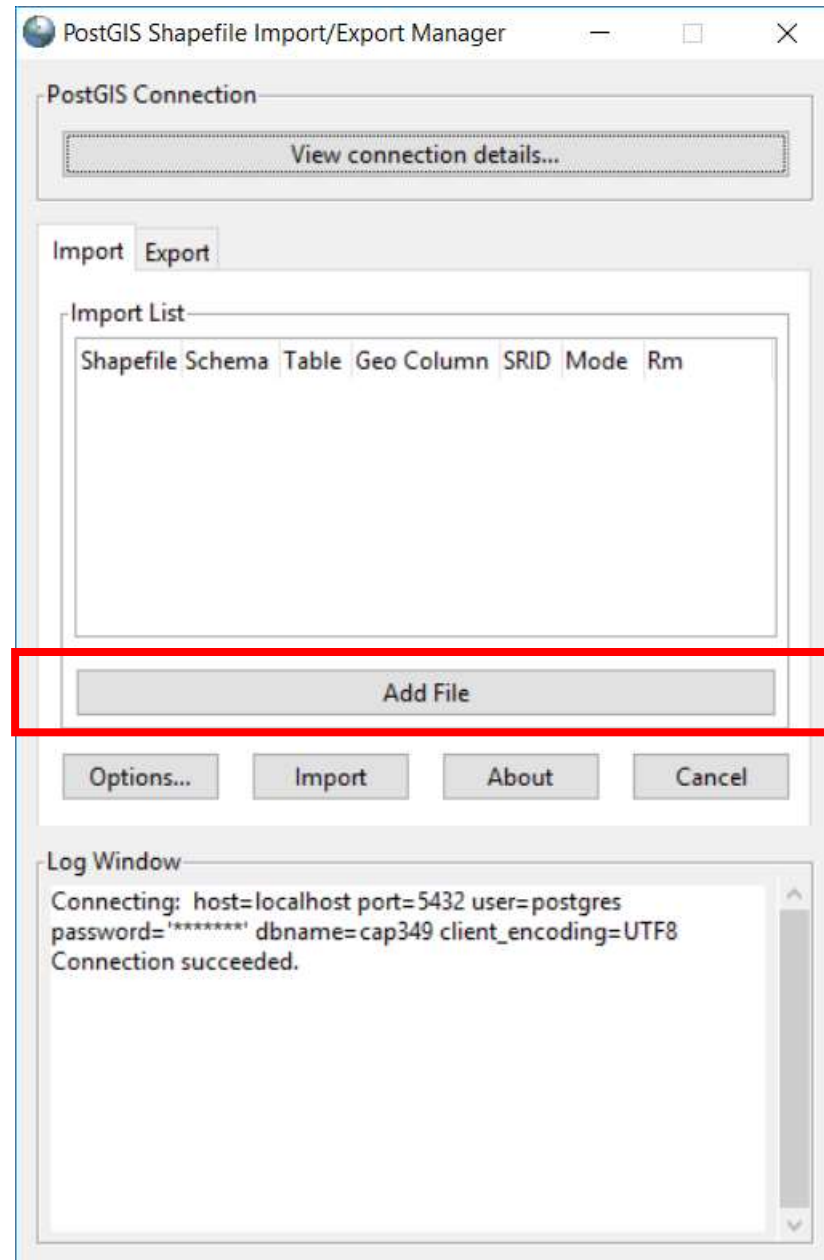 PostGIS Shapefile Import/Export Manager
PostGIS Connection
View connection details...
Import Export
Import List
Shapefile Schema Table Geo Column SRID Mode Rm
Add File
Options... Import About Cancel
Log Window
Connecting:  host=localhost port=5432 user=postgres
password='*******' dbname=cap349 client_encoding=UTF8
Connection succeeded.